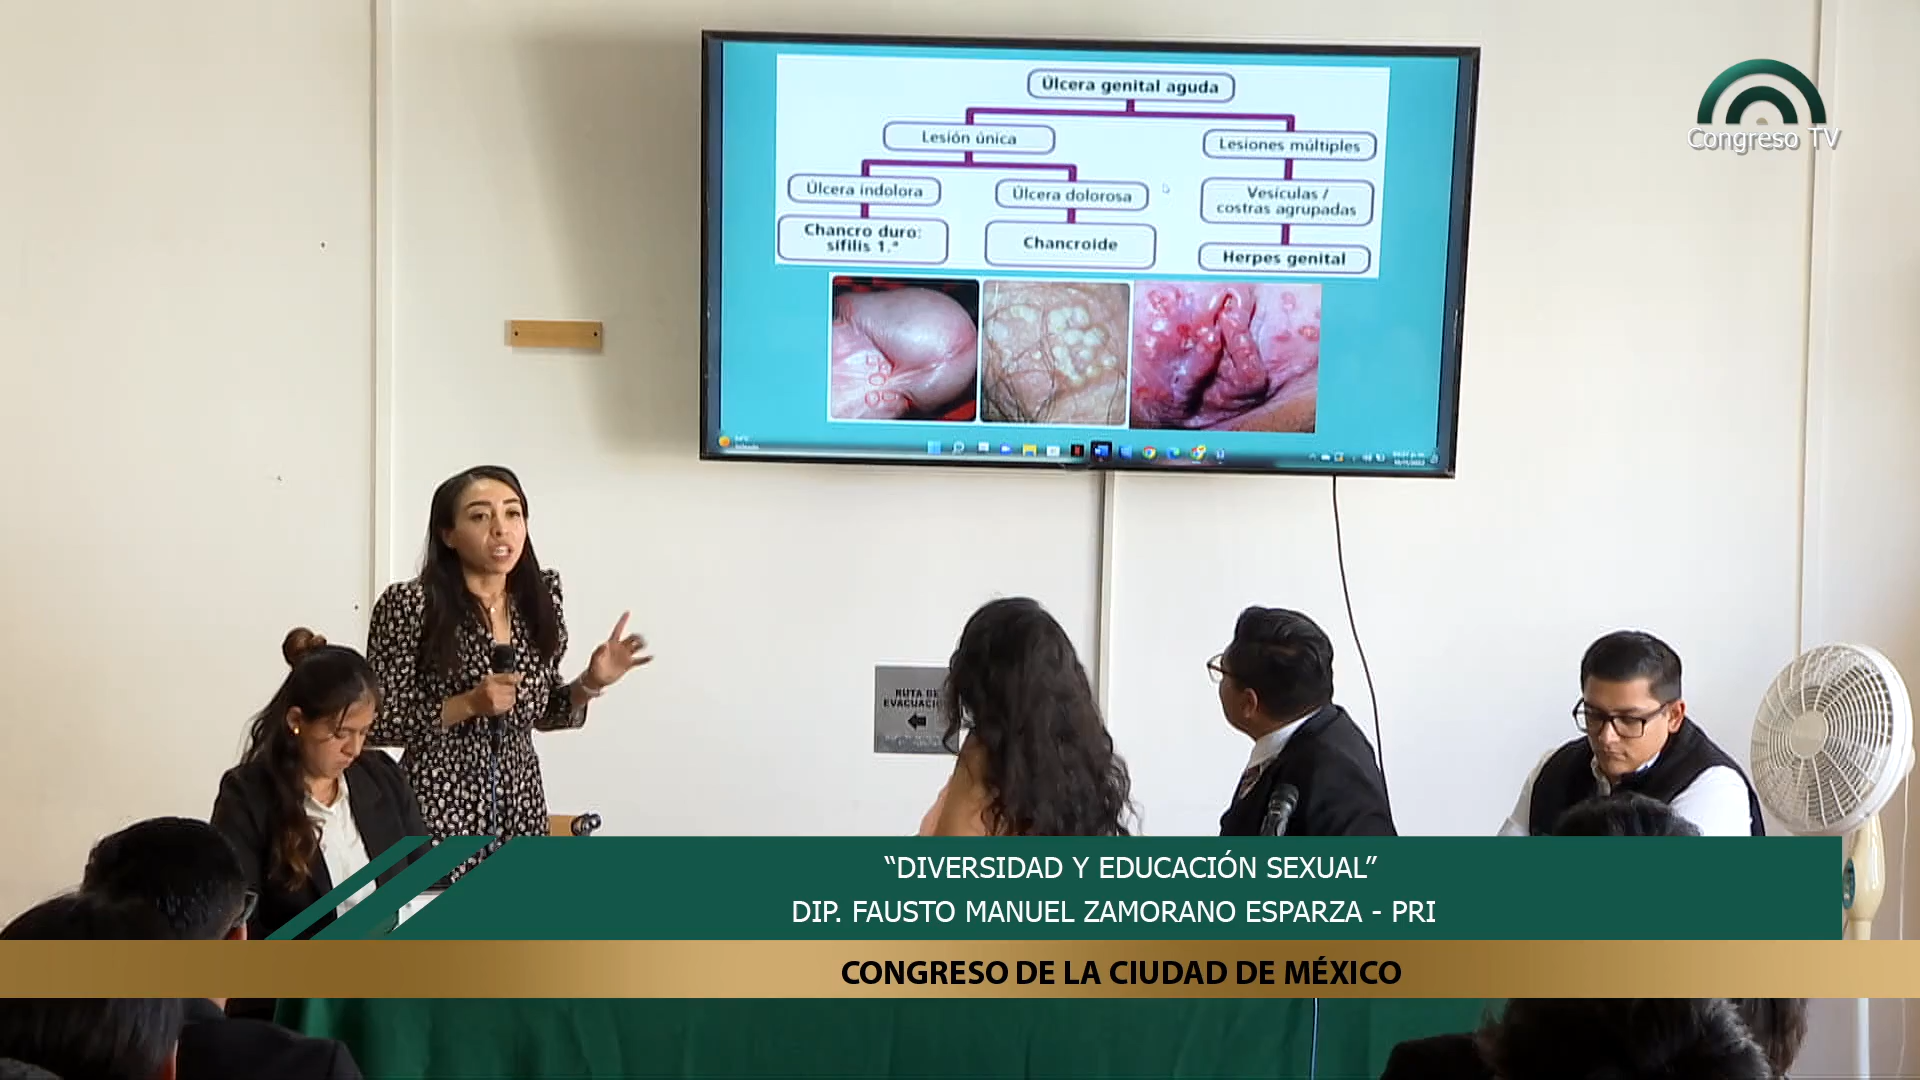 Úlcera genital aguda
Lesión única
Lesiones múltiples
Úlcera indolora
Úlcera dolorosa
Vesículas /
costras agrupadas
Chancro duro:
sífilis 1.ª
Chancroide
Herpes genital
Congreso TV
RUTA DE
“DIVERSIDAD Y EDUCACIÓN SEXUAL”
DIP. FAUSTO MANUEL ZAMORANO ESPARZA - PRI
CONGRESO DE LA CIUDAD DE MÉXICO